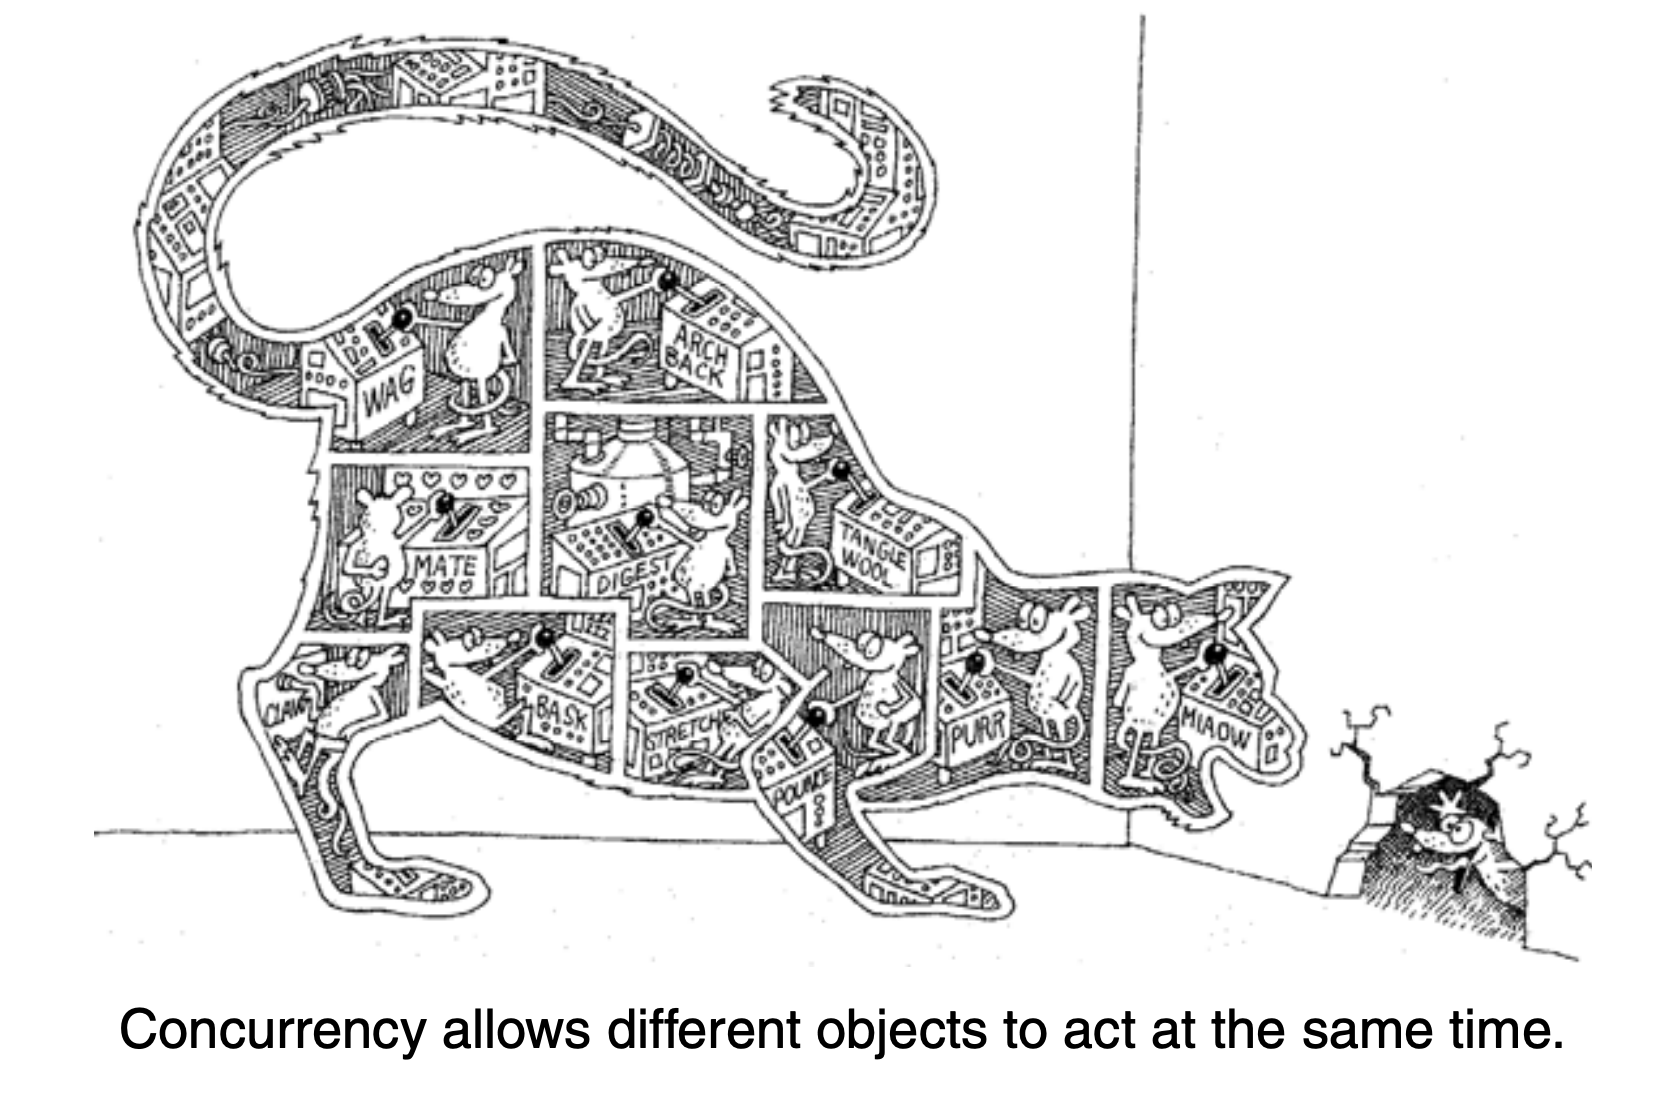 WAG
ARCH
BACK
MATE
DIGEST
TANGLE
WOOL
CLAW
BASK
STRETCH
POUNCE
PURR
MIAOW
Concurrency allows different objects to act at the same time.